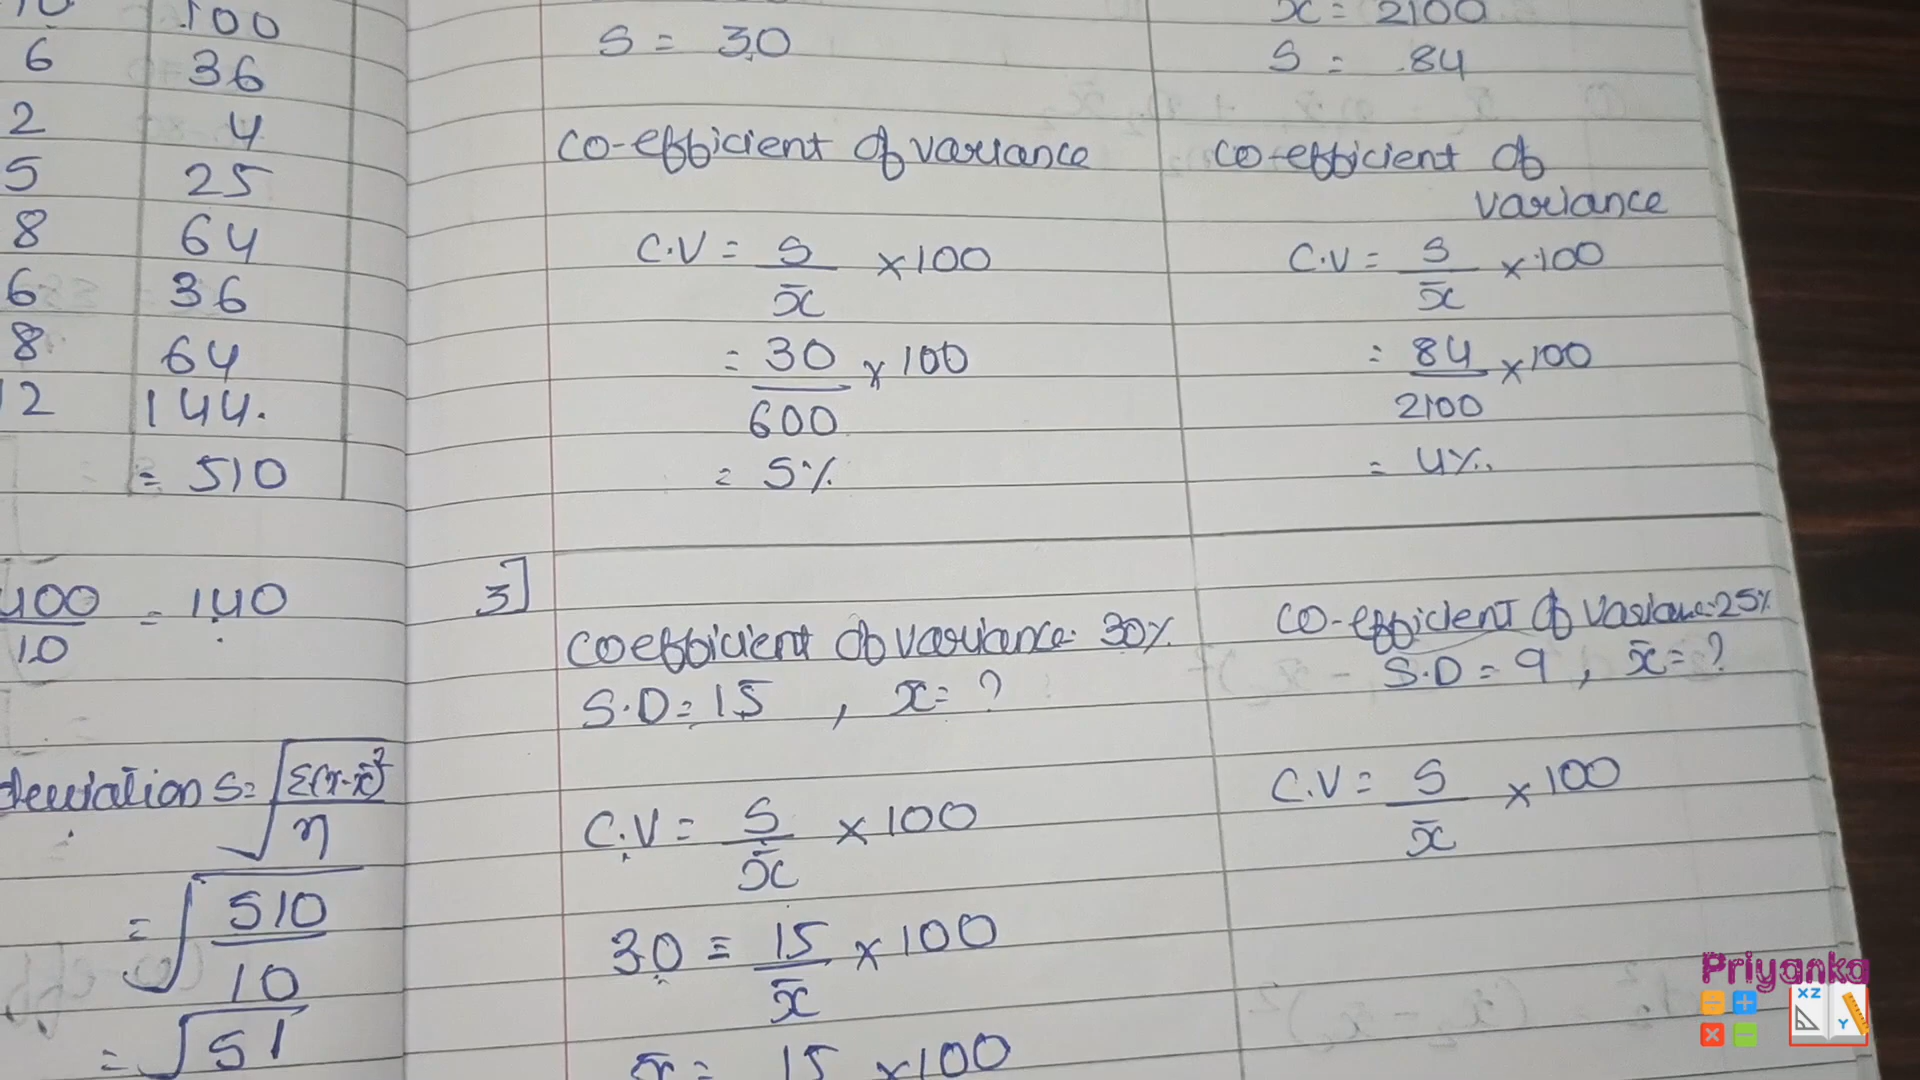 10 100
6 36
2 4
5 25
8 64
6 36
8 64
12 144.
= 510
400/10 = 140
deviation S = √Σ(x-x̄)²/n
= √510/10
= √51
S = 30
co-efficient of variance
C.V = S/x̄ ×100
= 30/600 × 100
= 5%
x̄ = 2100
S = 84
co-efficient of
variance
C.V = S/x̄ ×100
= 84/2100 ×100
= 4%
3]
coefficient of variance 30%
S.D = 15 , x̄ = ?
C.V = S/x̄ × 100
30 = 15/x̄ × 100
x̄ = 15 ×100
co-efficient of variance 25%
S.D = 9 , x̄ = ?
C.V = S/x̄ × 100
Priyanka
XZ
Y